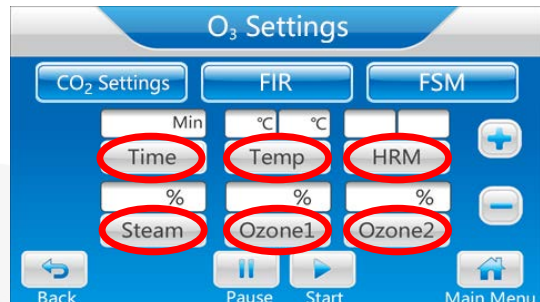 O₃ Settings
CO₂ Settings FIR FSM
Min ℃ ℃
Time Temp HRM
% % %
Steam Ozone1 Ozone2
Back Pause Start Main Menu